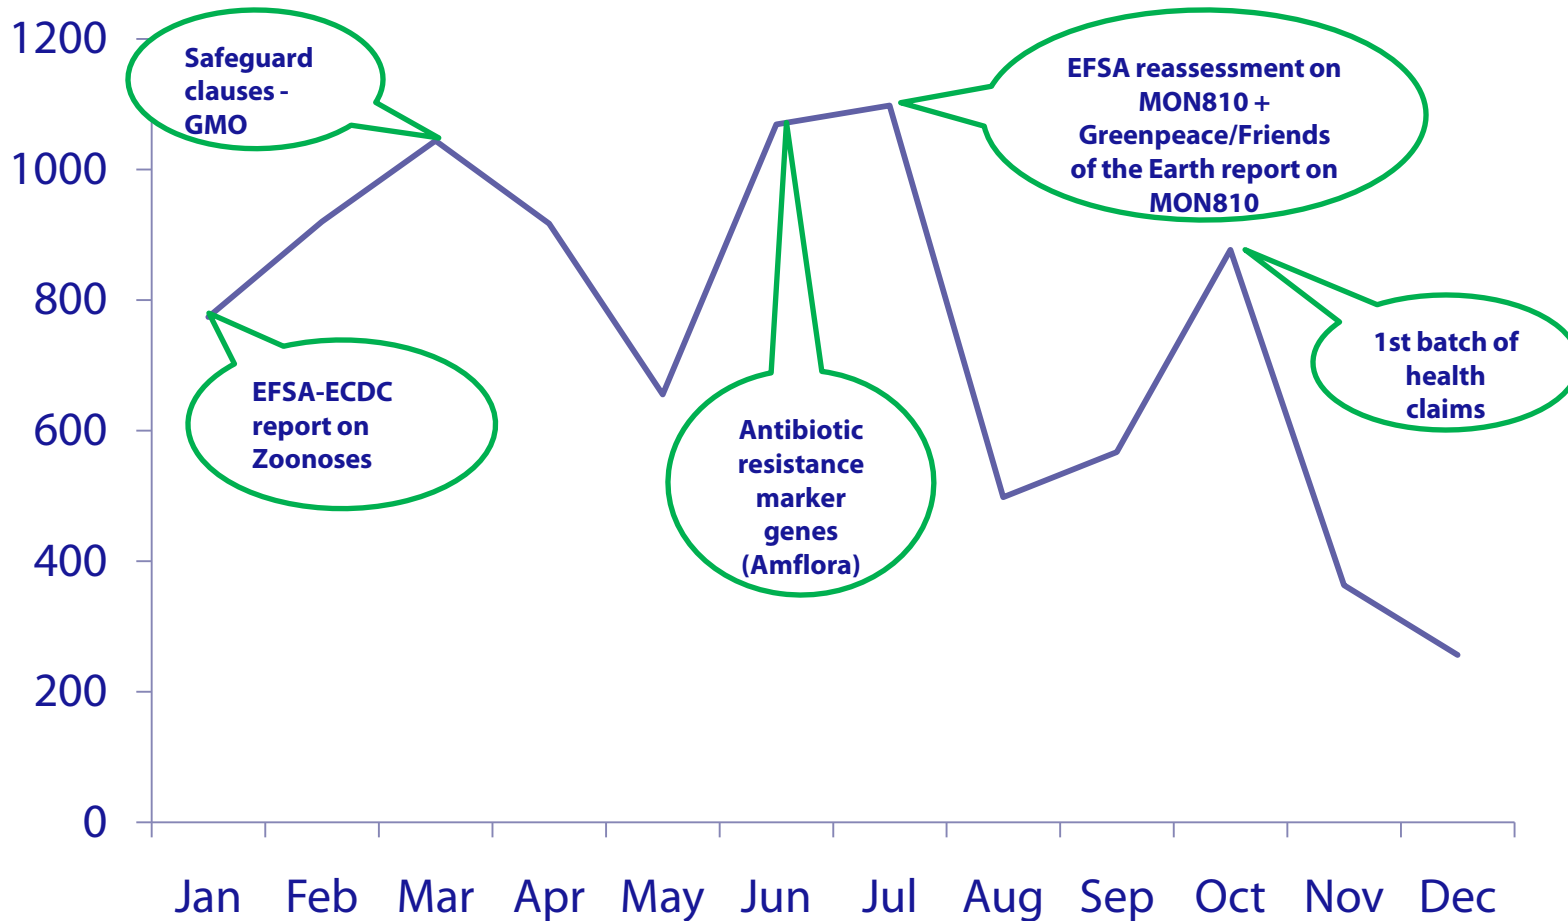 1200
1000
800
600
400
200
0
Safeguard
clauses -
GMO
EFSA reassessment on
MON810 +
Greenpeace/Friends
of the Earth report on
MON810
EFSA-ECDC
report on
Zoonoses
Antibiotic
resistance
marker
genes
(Amflora)
1st batch of
health
claims
Jan Feb Mar Apr May Jun Jul Aug Sep Oct Nov Dec